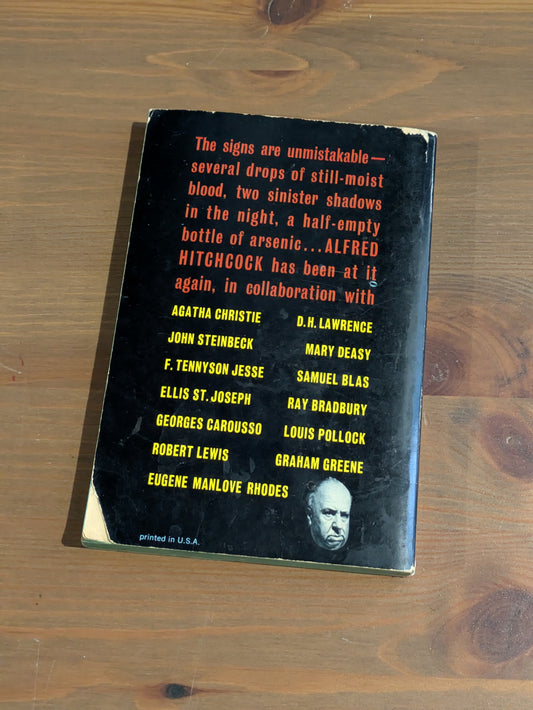 The signs are unmistakable—
several drops of still-moist
blood, two sinister shadows
in the night, a half-empty
bottle of arsenic...ALFRED
HITCHCOCK has been at it
again, in collaboration with
AGATHA CHRISTIE
JOHN STEINBECK
F. TENNYSON JESSE
ELLIS ST. JOSEPH
GEORGES CAROUSSO
ROBERT LEWIS
EUGENE MANLOVE RHODES
D.H. LAWRENCE
MARY DEASY
SAMUEL BLAS
RAY BRADBURY
LOUIS POLLOCK
GRAHAM GREENE
printed in U.S.A.